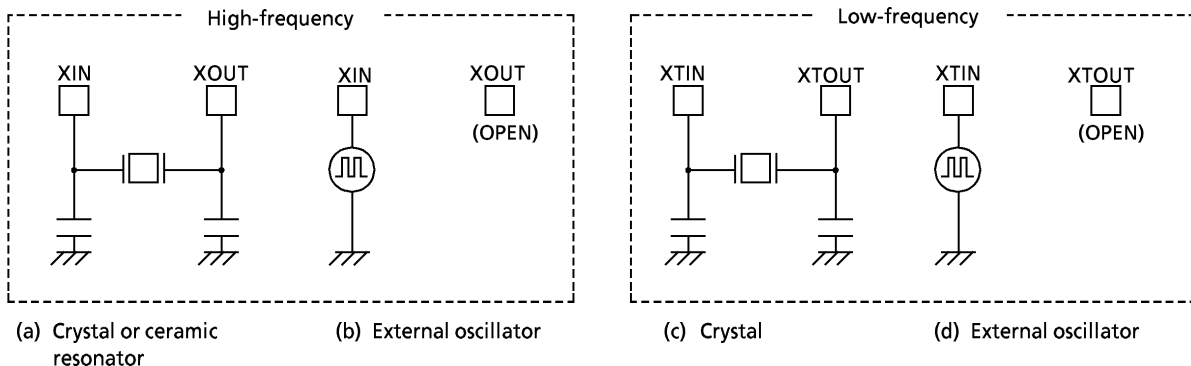 High-frequency
XIN XOUT XIN XOUT
(OPEN)
(a) Crystal or ceramic resonator
(b) External oscillator
Low-frequency
XTIN XTOUT XTIN XTOUT
(OPEN)
(c) Crystal
(d) External oscillator